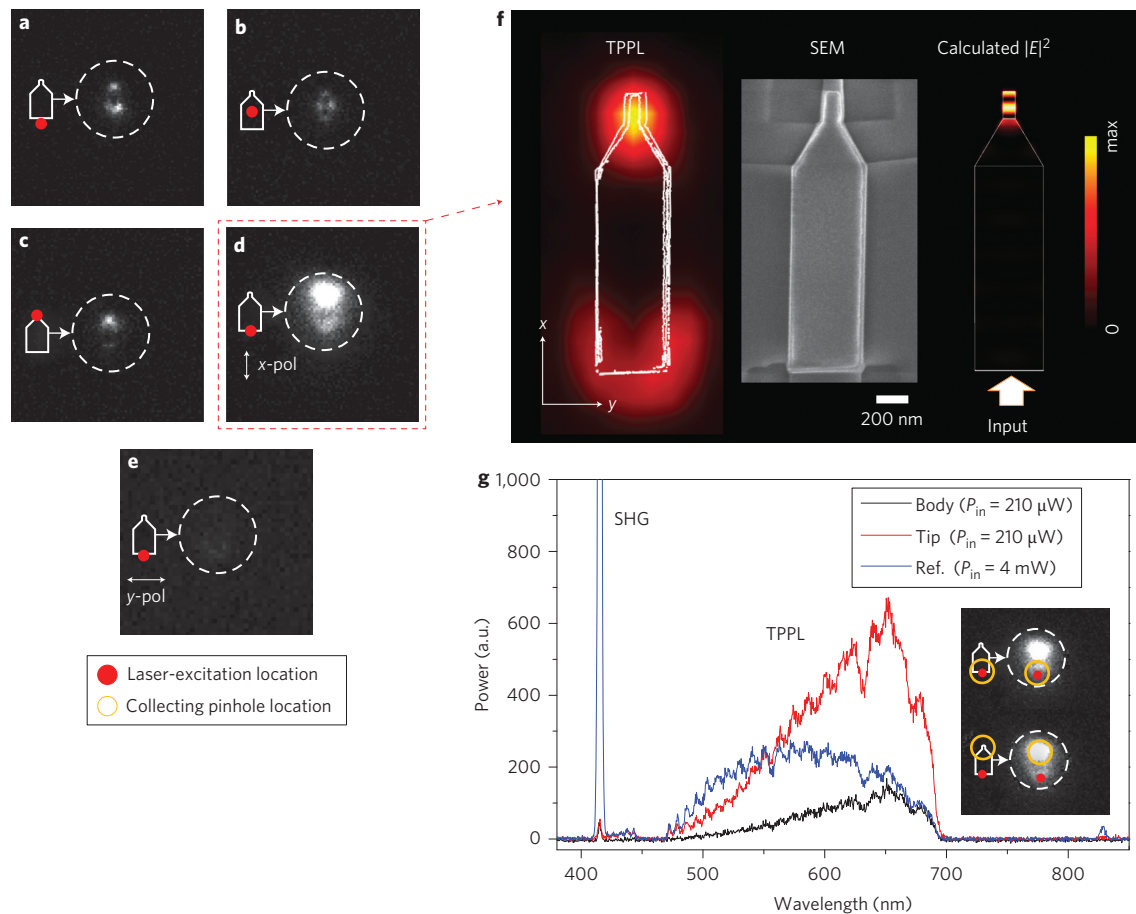 a
b
c
d
x-pol
e
y-pol
Laser-excitation location
Collecting pinhole location
f
TPPL
SEM
Calculated |E|²
x
y
200 nm
Input
max
0
g
1,000
800
600
400
200
0
Power (a.u.)
SHG
TPPL
Body (Pin = 210 μW)
Tip (Pin = 210 μW)
Ref. (Pin = 4 mW)
400 500 600 700 800
Wavelength (nm)